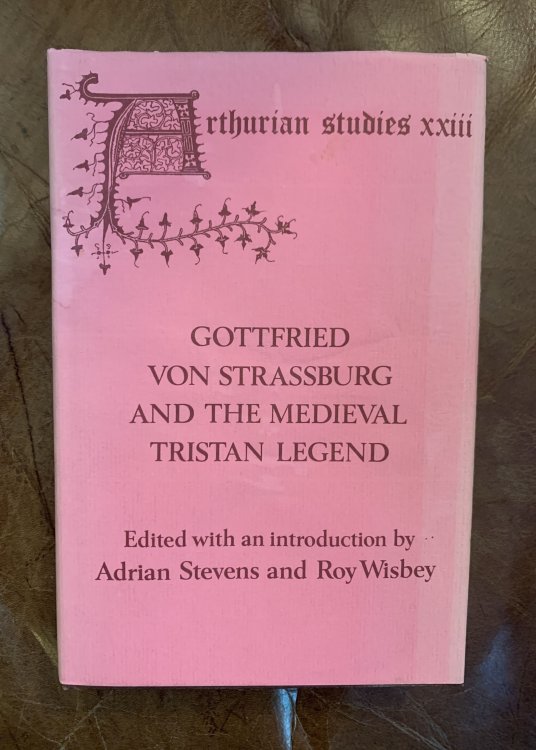 Arthurian studies xxiii
GOTTFRIED
VON STRASSBURG
AND THE MEDIEVAL
TRISTAN LEGEND
Edited with an introduction by
Adrian Stevens and Roy Wisbey